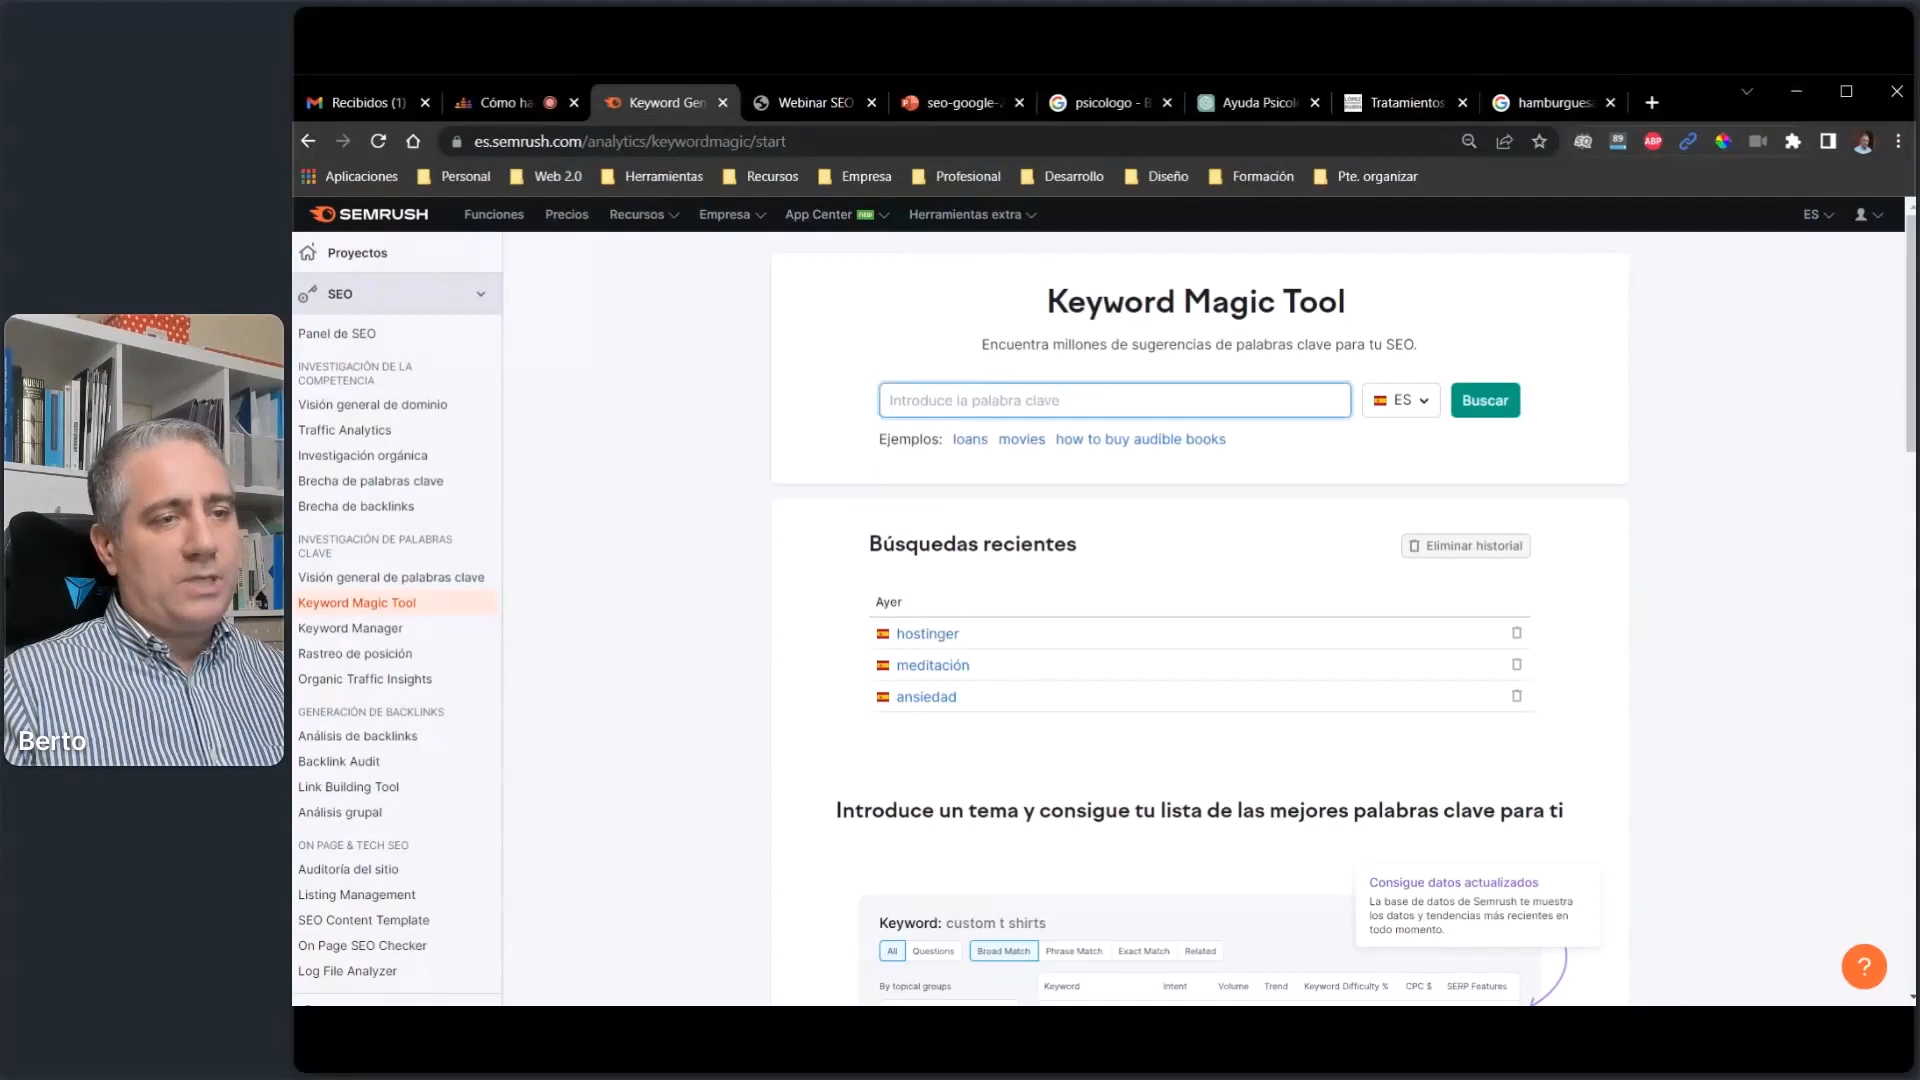 Recibidos (1)
Cómo ha
Keyword Gen
Webinar SEO
seo-google-2
psicologo - B
Ayuda Psicol
Tratamientos
hamburgues
es.semrush.com/analytics/keywordmagic/start
89
ABP
Aplicaciones
Personal
Web 2.0
Herramientas
Recursos
Empresa
Profesional
Desarrollo
Diseño
Formación
Pte. organizar
SEMRUSH
Funciones
Precios
Recursos
Empresa
App Center new
Herramientas extra
ES
Proyectos
SEO
Panel de SEO
INVESTIGACIÓN DE LA
COMPETENCIA
Visión general de dominio
Traffic Analytics
Investigación orgánica
Brecha de palabras clave
Brecha de backlinks
INVESTIGACIÓN DE PALABRAS
CLAVE
Visión general de palabras clave
Keyword Magic Tool
Keyword Manager
Rastreo de posición
Organic Traffic Insights
GENERACIÓN DE BACKLINKS
Análisis de backlinks
Backlink Audit
Link Building Tool
Análisis grupal
ON PAGE & TECH SEO
Auditoría del sitio
Listing Management
SEO Content Template
On Page SEO Checker
Log File Analyzer
Keyword Magic Tool
Encuentra millones de sugerencias de palabras clave para tu SEO.
Introduce la palabra clave
ES
Buscar
Ejemplos: loans movies how to buy audible books
Búsquedas recientes
Eliminar historial
Ayer
hostinger
meditación
ansiedad
Introduce un tema y consigue tu lista de las mejores palabras clave para ti
Consigue datos actualizados
La base de datos de Semrush te muestra
los datos y tendencias más recientes en
todo momento.
Keyword: custom t shirts
All Questions Broad Match Phrase Match Exact Match Related
By topical groups
Keyword Intent Volume Trend Keyword Difficulty % CPC $ SERP Features
?
Berto